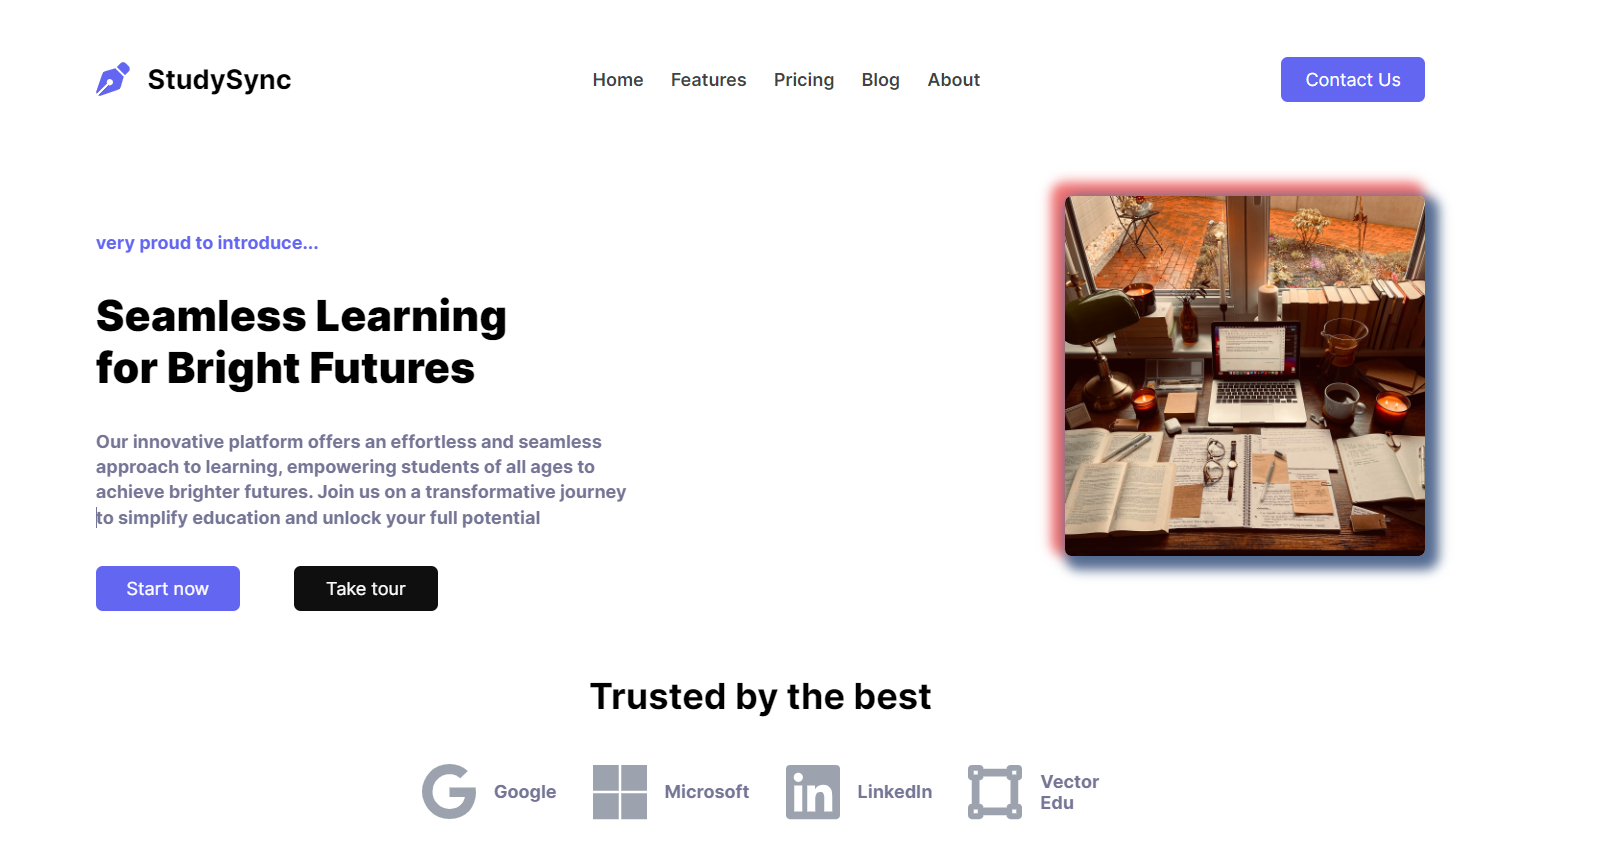 StudySync
Home Features Pricing Blog About
Contact Us
very proud to introduce...
Seamless Learning
for Bright Futures
Our innovative platform offers an effortless and seamless
approach to learning, empowering students of all ages to
achieve brighter futures. Join us on a transformative journey
to simplify education and unlock your full potential
Start now
Take tour
Trusted by the best
Google
Microsoft
in
LinkedIn
Vector
Edu